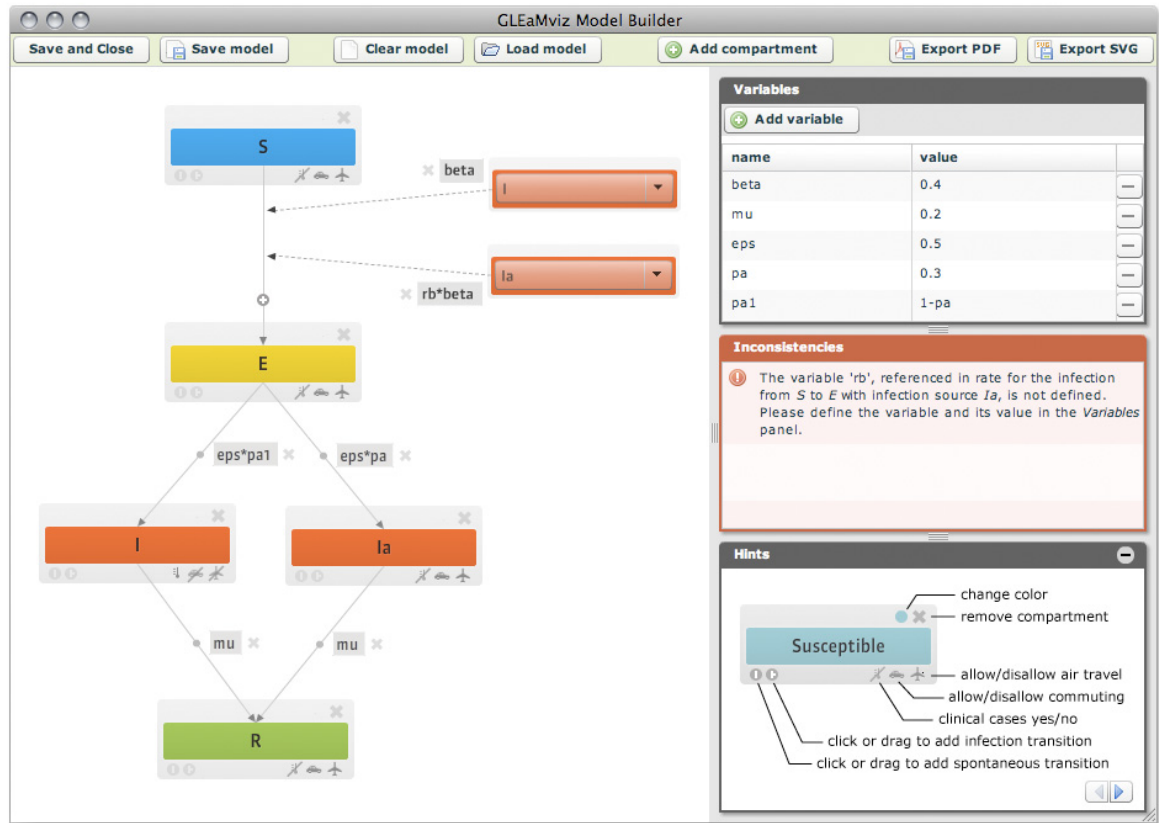 GLEaMviz Model Builder
Save and Close
Save model
Clear model
Load model
Add compartment
Export PDF
Export SVG
S
beta
I
Ia
rb*beta
E
eps*pa1
eps*pa
I
Ia
mu
mu
R
Variables
Add variable
name value
beta 0.4
mu 0.2
eps 0.5
pa 0.3
pa1 1-pa
Inconsistencies
The variable 'rb', referenced in rate for the infection
from S to E with infection source Ia, is not defined.
Please define the variable and its value in the Variables
panel.
Hints
change color
remove compartment
Susceptible
allow/disallow air travel
allow/disallow commuting
clinical cases yes/no
click or drag to add infection transition
click or drag to add spontaneous transition